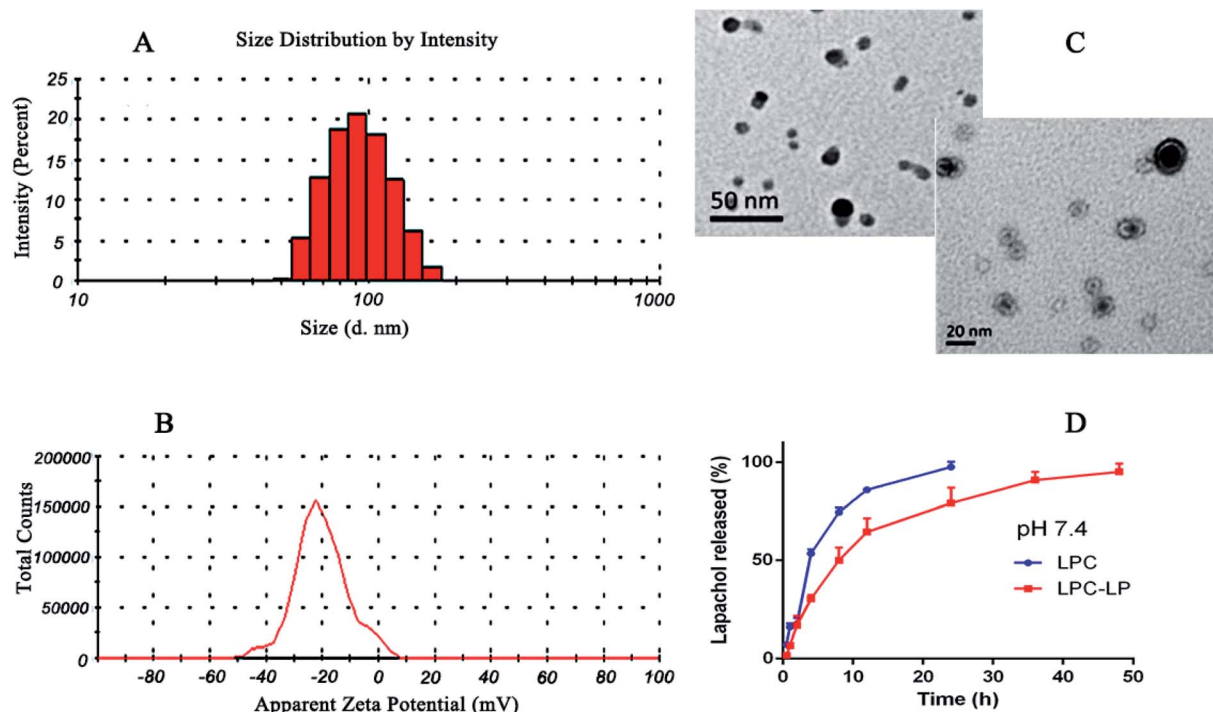 A
Size Distribution by Intensity
Intensity (Percent)
25
20
15
10
5
0
10
100
1000
Size (d. nm)
C
50 nm
20 nm
B
Total Counts
200000
150000
100000
50000
0
-80 -60 -40 -20 0 20 40 60 80 100
Apparent Zeta Potential (mV)
D
Lapachol released (%)
100
50
0
pH 7.4
LPC
LPC-LP
0 10 20 30 40 50
Time (h)